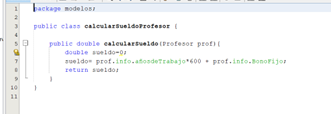 1 package modelos;
2
3 public class calcularSueldoProfesor {
4
5 public double calcularSueldo(Profesor prof){
double sueldo=0;
7 sueldo= prof.info.añosdeTrabajo*600 + prof.info.BonoFijo;
8 return sueldo;
9 }
10 }
11